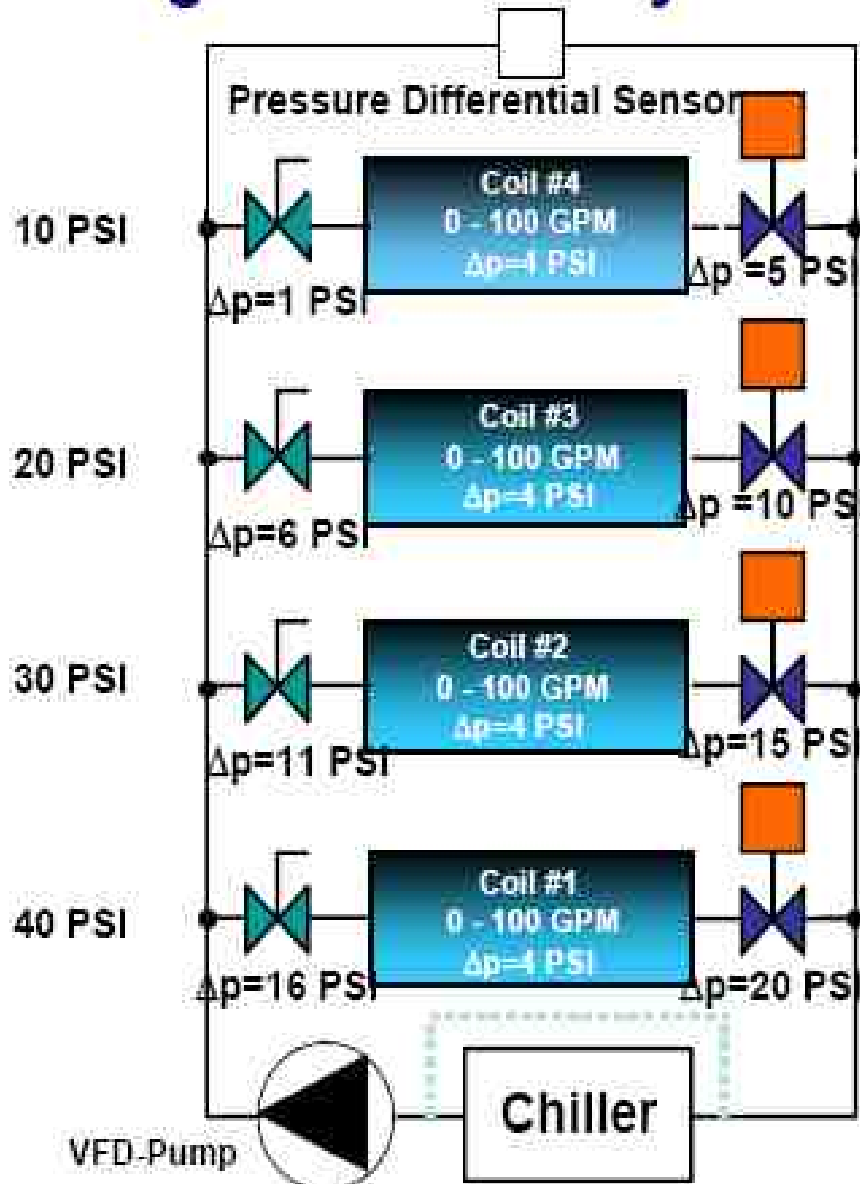 Pressure Differential Sensor
Coil #4
10 PSI
0 - 100 GPM
Δp=4 PSI
Δp =5 PSI
Δp=1 PSI
Coil #3
20 PSI
0 - 100 GPM
Δp=4 PSI
Δp =10 PS
Δp=6 PSI
Coil #2
30 PSI
0 - 100 GPM
Δp=4 PSI
Δp=15 PSI
Δp=11 PSI
Coil #1
40 PSI
0 - 100 GPM
Δp=4 PSI
Δp=16 PSI
Δp=20 PSI
Chiller
VFD-Pump